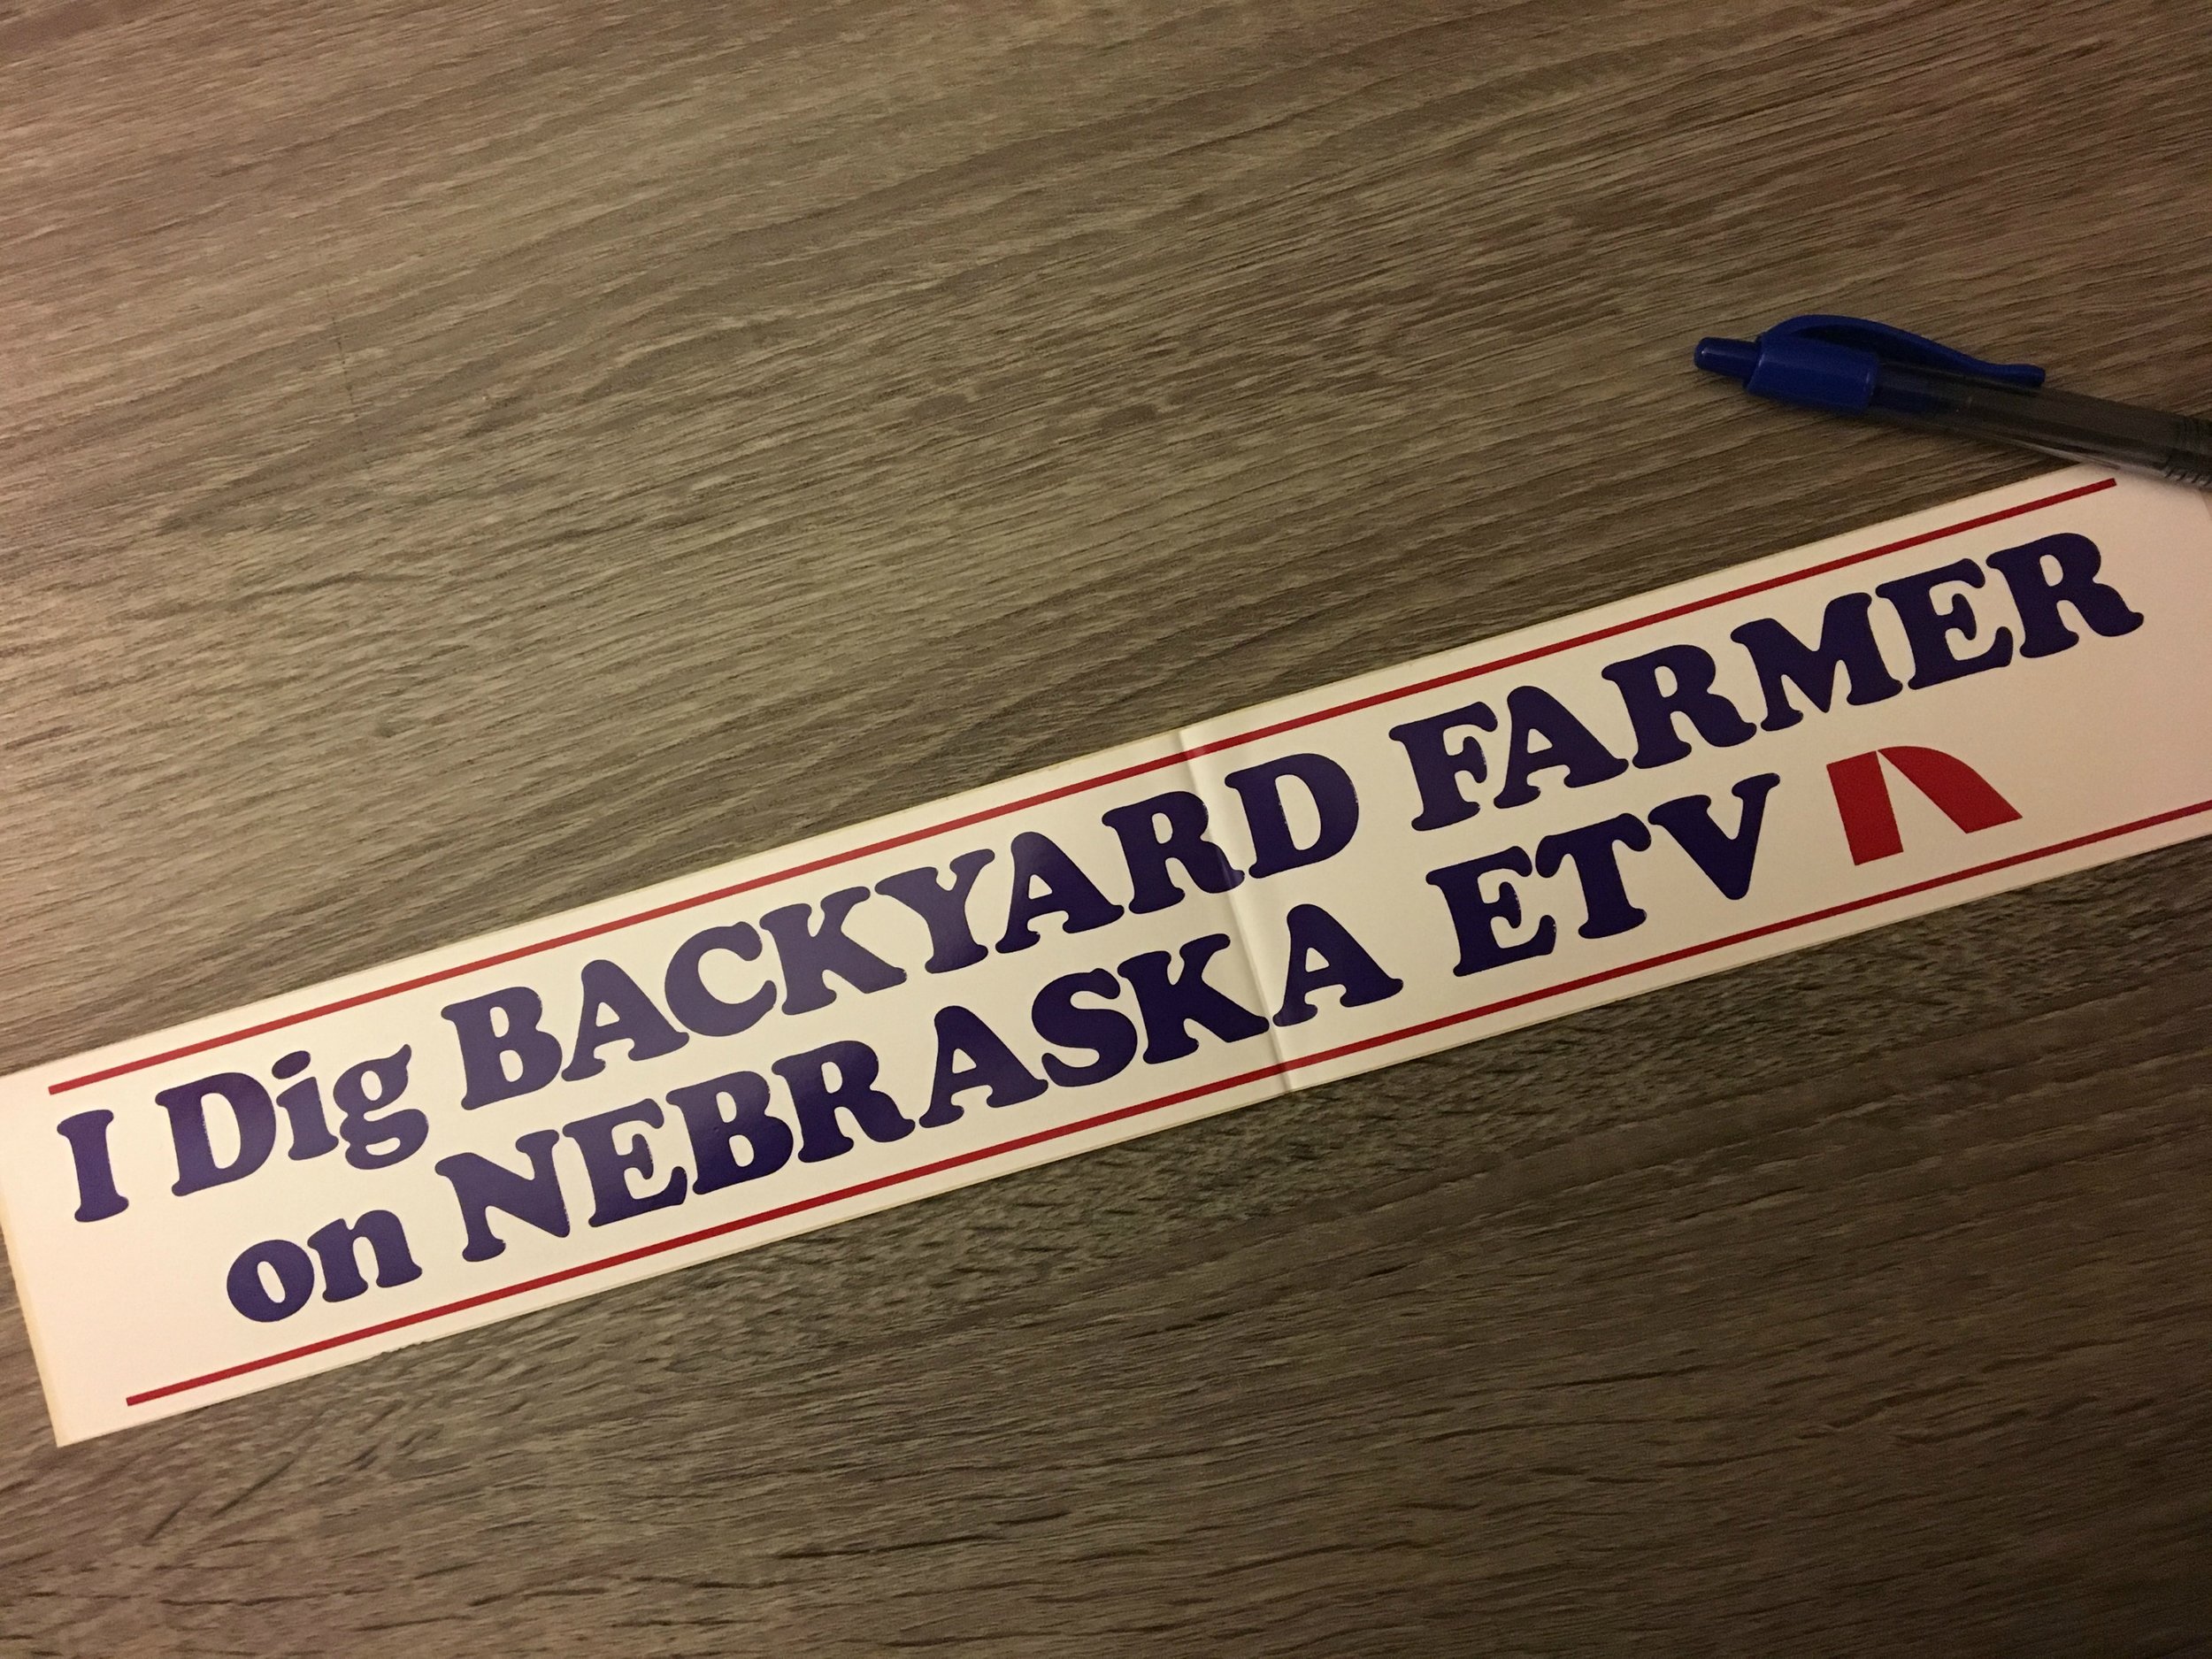 I Dig BACKYARD FARMER
on NEBRASKA ETV